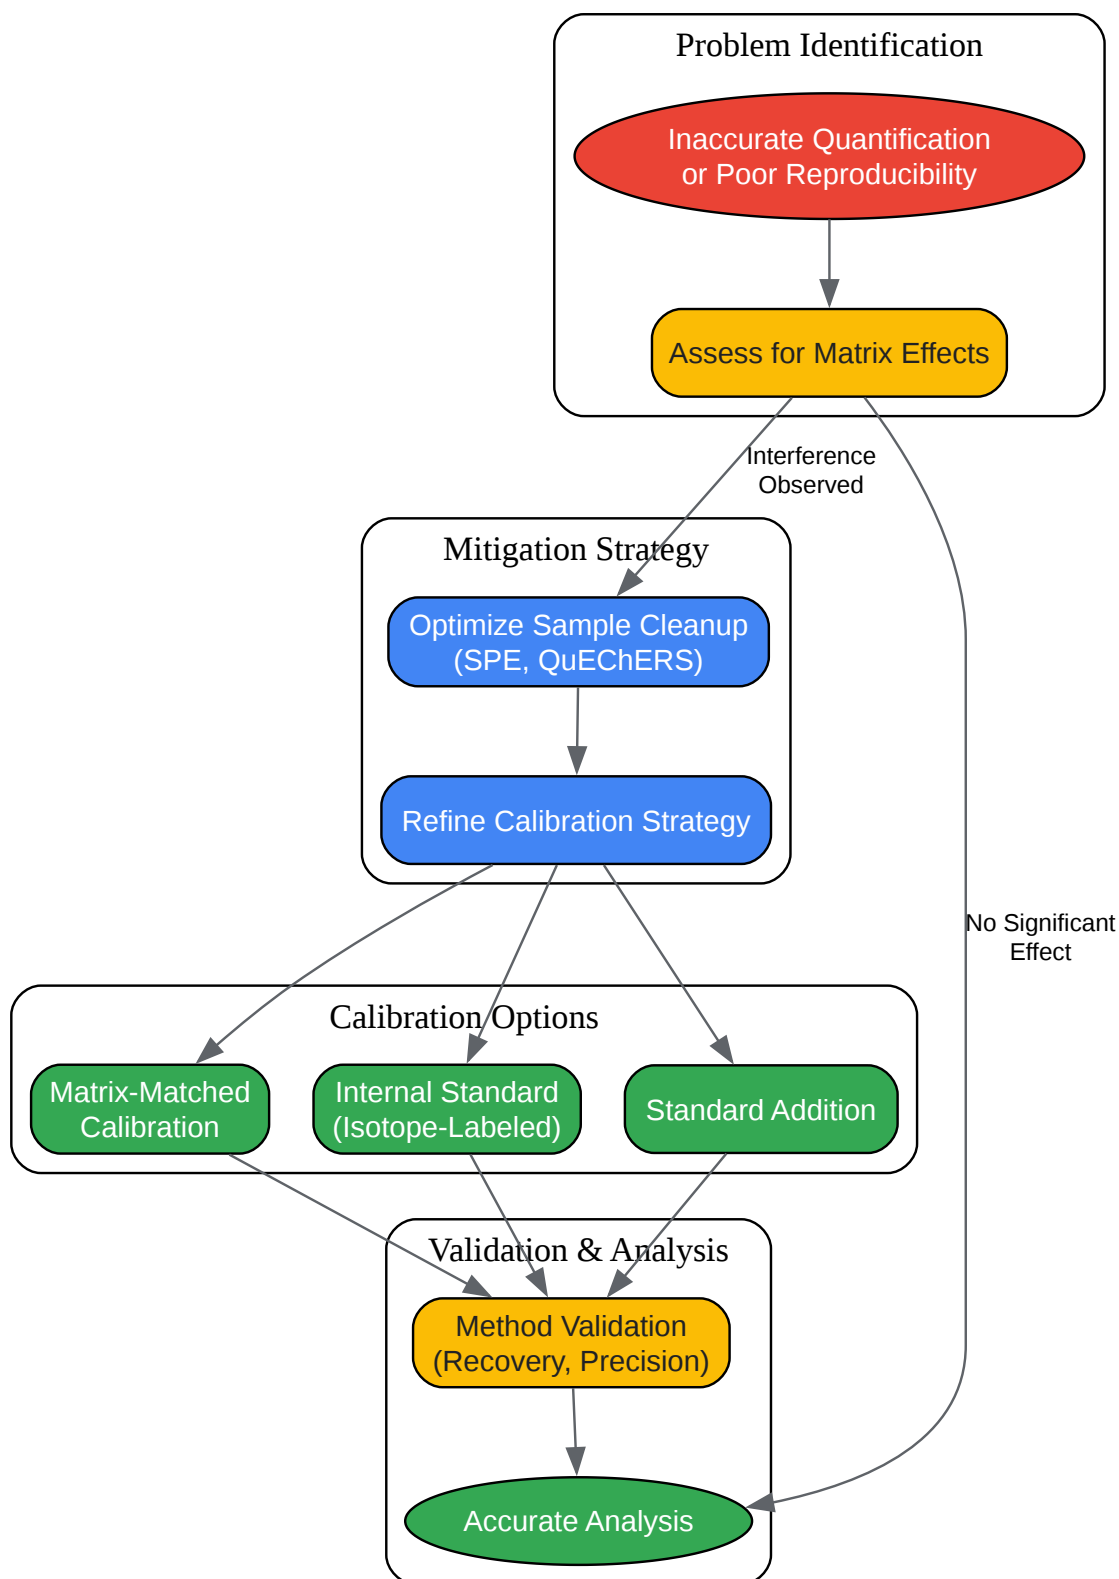 Problem Identification
Inaccurate Quantification
or Poor Reproducibility
Assess for Matrix Effects
Interference
Observed
Mitigation Strategy
Optimize Sample Cleanup
(SPE, QuEChERS)
Refine Calibration Strategy
No Significant
Effect
Calibration Options
Matrix-Matched
Calibration
Internal Standard
(Isotope-Labeled)
Standard Addition
Validation & Analysis
Method Validation
(Recovery, Precision)
Accurate Analysis